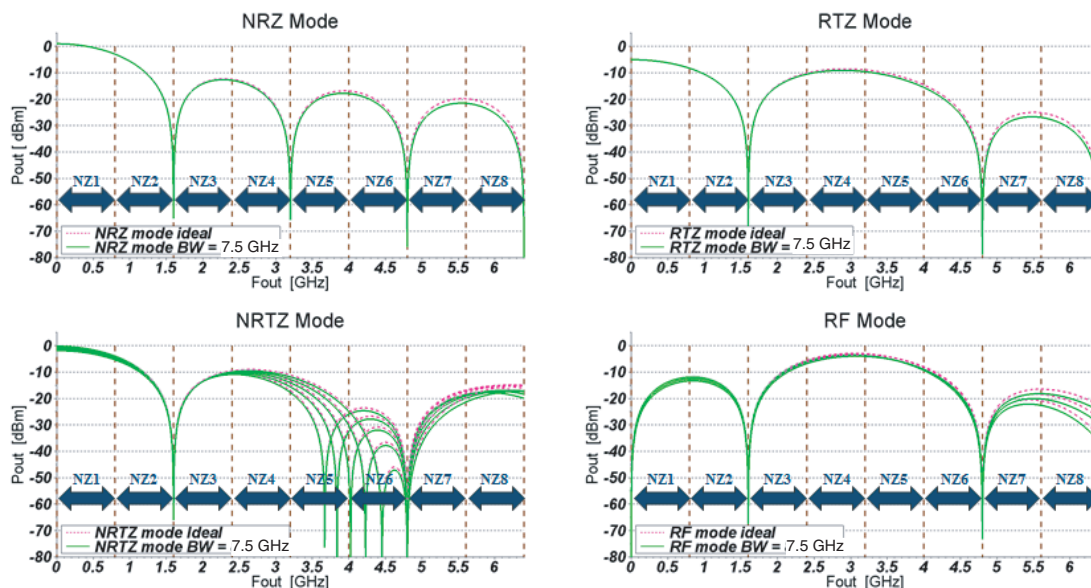 NRZ Mode
Pout [ dBm]
0
-10
-20
-30
-40
-50
-60
-70
-80
NZ1 NZ2 NZ3 NZ4 NZ5 NZ6 NZ7 NZ8
NRZ mode ideal
NRZ mode BW = 7.5 GHz
0 0.5 1 1.5 2 2.5 3 3.5 4 4.5 5 5.5 6
Fout [GHz]
RTZ Mode
Pout [dBm]
0
-10
-20
-30
-40
-50
-60
-70
-80
NZ1 NZ2 NZ3 NZ4 NZ5 NZ6 NZ7 NZ8
RTZ mode ideal
RTZ mode BW = 7.5 GHz
0 0.5 1 1.5 2 2.5 3 3.5 4 4.5 5 5.5 6
Fout [GHz]
NRTZ Mode
Pout [dBm]
0
-10
-20
-30
-40
-50
-60
-70
-80
NZ1 NZ2 NZ3 NZ4 NZ5 NZ6 NZ7 NZ8
NRTZ mode Ideal
NRTZ mode BW = 7.5 GHz
0 0.5 1 1.5 2 2.5 3 3.5 4 4.5 5 5.5 6
Fout [GHz]
RF Mode
Pout [dBm]
0
-10
-20
-30
-40
-50
-60
-70
-80
NZ1 NZ2 NZ3 NZ4 NZ5 NZ6 NZ7 NZ8
RF mode ideal
RF mode BW = 7.5 GHz
0 0.5 1 1.5 2 2.5 3 3.5 4 4.5 5 5.5 6
Fout [GHz]